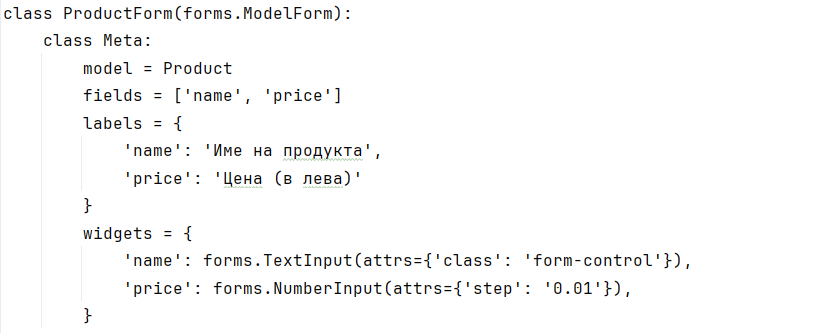 class ProductForm(forms.ModelForm):
    class Meta:
        model = Product
        fields = ['name', 'price']
        labels = {
            'name': 'Име на продукта',
            'price': 'Цена (в лева)'
        }
        widgets = {
            'name': forms.TextInput(attrs={'class': 'form-control'}),
            'price': forms.NumberInput(attrs={'step': '0.01'}),
        }